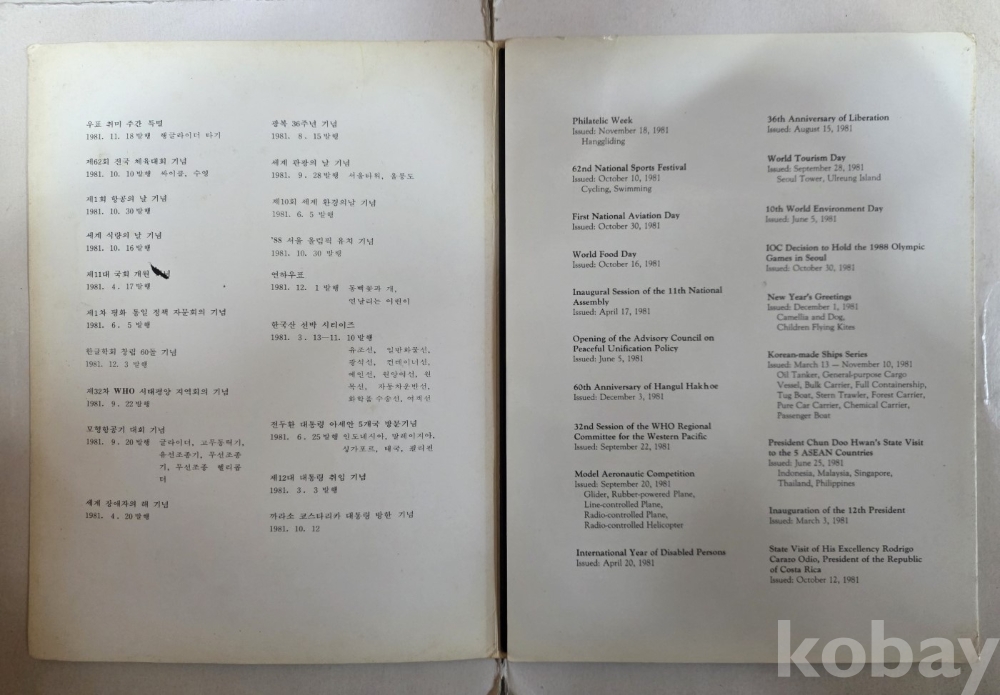 우표 취미 주간 특별
1981. 11. 18 발행 행글라이더 타기
제62회 전국 체육대회 기념
1981. 10. 10 발행 싸이클, 수영
제1회 항공의 날 기념
1981. 10. 30 발행
세계 식량의 날 기념
1981. 10. 16 발행
제11대 국회 개원
1981. 4. 17 발행
제1차 평화 통일 정책 자문회의 기념
1981. 6. 5 발행
한글학회 창립 60돌 기념
1981. 12. 3 발행
제32차 WHO 서태평양 지역회의 기념
1981. 9. 22 발행
모형항공기 대회 기념
1981. 9. 20 발행 글라이더, 고무동력기,
유선조종기, 무선조종
기, 무선조종 헬리콥
터
세계 장애자의 해 기념
1981. 4. 20 발행
광복 36주년 기념
1981. 8. 15 발행
세계 관광의 날 기념
1981. 9. 28 발행 서울타워, 울릉도
제10회 세계 환경의 날 기념
1981. 6. 5 발행
'88 서울 올림픽 유치 기념
1981. 10. 30 발행
연하우표
1981. 12. 1 발행 동백꽃과 개,
연날리는 어린이
한국산 선박 시리이즈
1981. 3. 13—11. 10 발행
유조선, 일반화물선,
광석선, 컨테이너선,
예인선, 원양어선, 원
목선, 자동차운반선,
화학물 수송선, 여객선
전두환 대통령 아세안 5개국 방문기념
1981. 6. 25 발행 인도네시아, 말레이지아,
싱가포르, 태국, 필리핀
제12대 대통령 취임 기념
1981. 3. 3 발행
까라소 코스타리카 대통령 방한 기념
1981. 10. 12
Philatelic Week
Issued: November 18, 1981
Hanggliding
62nd National Sports Festival
Issued: October 10, 1981
Cycling, Swimming
First National Aviation Day
Issued: October 30, 1981
World Food Day
Issued: October 16, 1981
Inaugural Session of the 11th National
Assembly
Issued: April 17, 1981
Opening of the Advisory Council on
Peaceful Unification Policy
Issued: June 5, 1981
60th Anniversary of Hangul Hakhoe
Issued: December 3, 1981
32nd Session of the WHO Regional
Committee for the Western Pacific
Issued: September 22, 1981
Model Aeronautic Competition
Issued: September 20, 1981
Glider, Rubber-powered Plane,
Line-controlled Plane,
Radio-controlled Plane,
Radio-controlled Helicopter
International Year of Disabled Persons
Issued: April 20, 1981
36th Anniversary of Liberation
Issued: August 15, 1981
World Tourism Day
Issued: September 28, 1981
Seoul Tower, Ulreung Island
10th World Environment Day
Issued: June 5, 1981
IOC Decision to Hold the 1988 Olympic
Games in Seoul
Issued: October 30, 1981
New Year's Greetings
Issued: December 1, 1981
Camellia and Dog,
Children Flying Kites
Korean-made Ships Series
Issued: March 13 — November 10, 1981
Oil Tanker, General-purpose Cargo
Vessel, Bulk Carrier, Full Containership,
Tug Boat, Stern Trawler, Forest Carrier,
Pure Car Carrier, Chemical Carrier,
Passenger Boat
President Chun Doo Hwan's State Visit
to the 5 ASEAN Countries
Issued: June 25, 1981
Indonesia, Malaysia, Singapore,
Thailand, Philippines
Inauguration of the 12th President
Issued: March 3, 1981
State Visit of His Excellency Rodrigo
Carazo Odio, President of the Republic
of Costa Rica
Issued: October 12, 1981
kobay